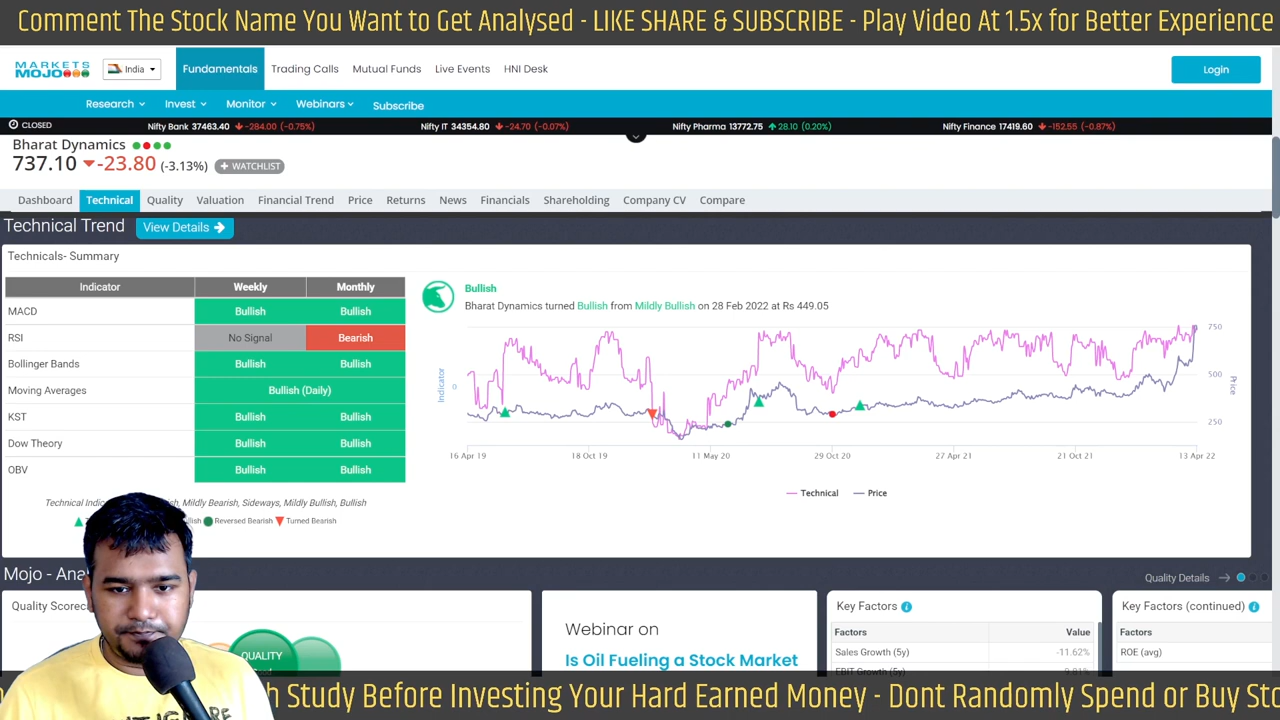 Comment The Stock Name You Want to Get Analysed - LIKE SHARE & SUBSCRIBE - Play Video At 1.5x for Better Experience
MARKETS MOJO India Fundamentals Trading Calls Mutual Funds Live Events HNI Desk Login
Research Invest Monitor Webinars Subscribe
CLOSED Nifty Bank 37463.40 -284.00 (-0.75%) Nifty IT 34354.80 -24.70 (-0.07%) Nifty Pharma 13772.75 28.10 (0.20%) Nifty Finance 17419.60 -152.55 (-0.87%)
Bharat Dynamics
737.10 -23.80 (-3.13%) + WATCHLIST
Dashboard Technical Quality Valuation Financial Trend Price Returns News Financials Shareholding Company CV Compare
Technical Trend View Details
Technicals- Summary
Indicator Weekly Monthly
MACD Bullish Bullish
RSI No Signal Bearish
Bollinger Bands Bullish Bullish
Moving Averages Bullish (Daily)
KST Bullish Bullish
Dow Theory Bullish Bullish
OBV Bullish Bullish
Bullish
Bharat Dynamics turned Bullish from Mildly Bullish on 28 Feb 2022 at Rs 449.05
Indicator
0
750
500
250
Price
16 Apr 19 18 Oct 19 11 May 20 29 Oct 20 27 Apr 21 21 Oct 21 13 Apr 22
Technical Price
Technical Mildly Bearish, Sideways, Mildly Bullish, Bullish
Reversed Bearish Turned Bearish
Mojo - Quality Details
Quality
QUALITY
Webinar on
Is Oil Fueling a Stock Market
Key Factors
Factors Value
Sales Growth (5y) -11.62%
EBIT Growth (5y)
Key Factors (continued)
Factors
ROE (avg)
Study Before Investing Your Hard Earned Money - Dont Randomly Spend or Buy